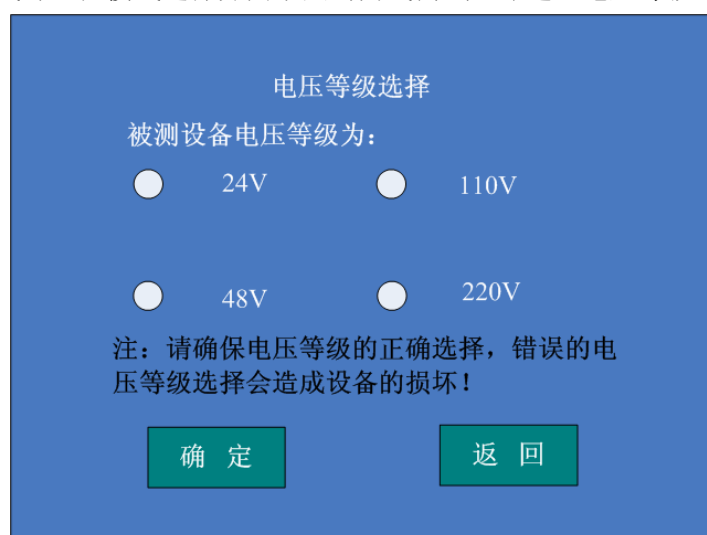 电压等级选择
被测设备电压等级为：
24V 110V
48V 220V
注：请确保电压等级的正确选择，错误的电
压等级选择会造成设备的损坏！
确 定 返 回